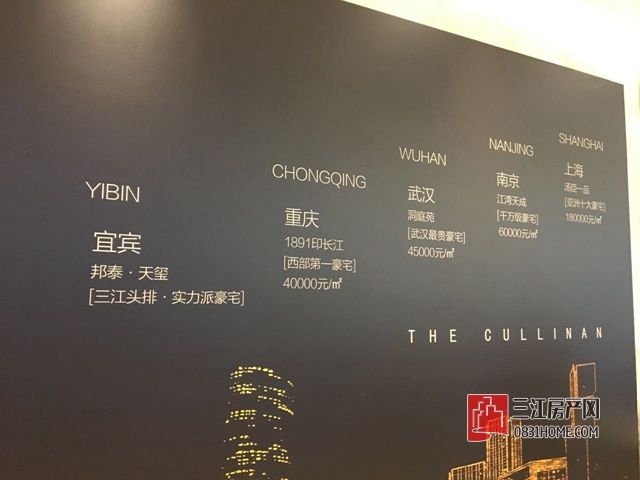 YIBIN
宜宾
邦泰·天玺
[三江头排·实力派豪宅]
CHONGQING
重庆
1891印长江
[西部第一豪宅]
40000元/㎡
WUHAN
武汉
洞庭苑
[武汉最贵豪宅]
45000元/㎡
NANJING
南京
江湾天成
[千万级豪宅]
60000元/㎡
SHANGHAI
上海
汤臣一品
[亚洲十大豪宅]
180000元/㎡
THE CULLINAN
三江房产网
0831HOME.COM